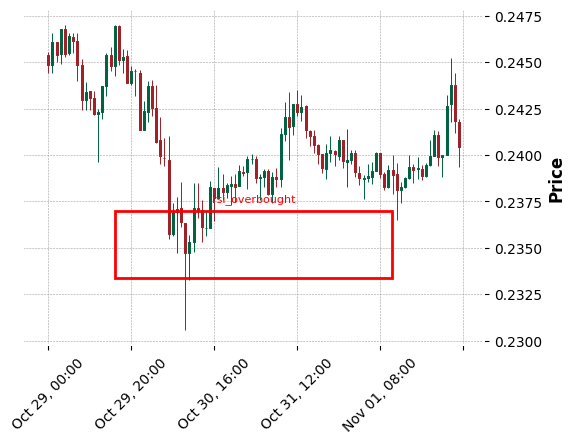 0.2475
0.2450
0.2425
0.2400
0.2375
0.2350
0.2325
0.2300
Price
rsi_overbought
Oct 29, 00:00
Oct 29, 20:00
Oct 30, 16:00
Oct 31, 12:00
Nov 01, 08:00